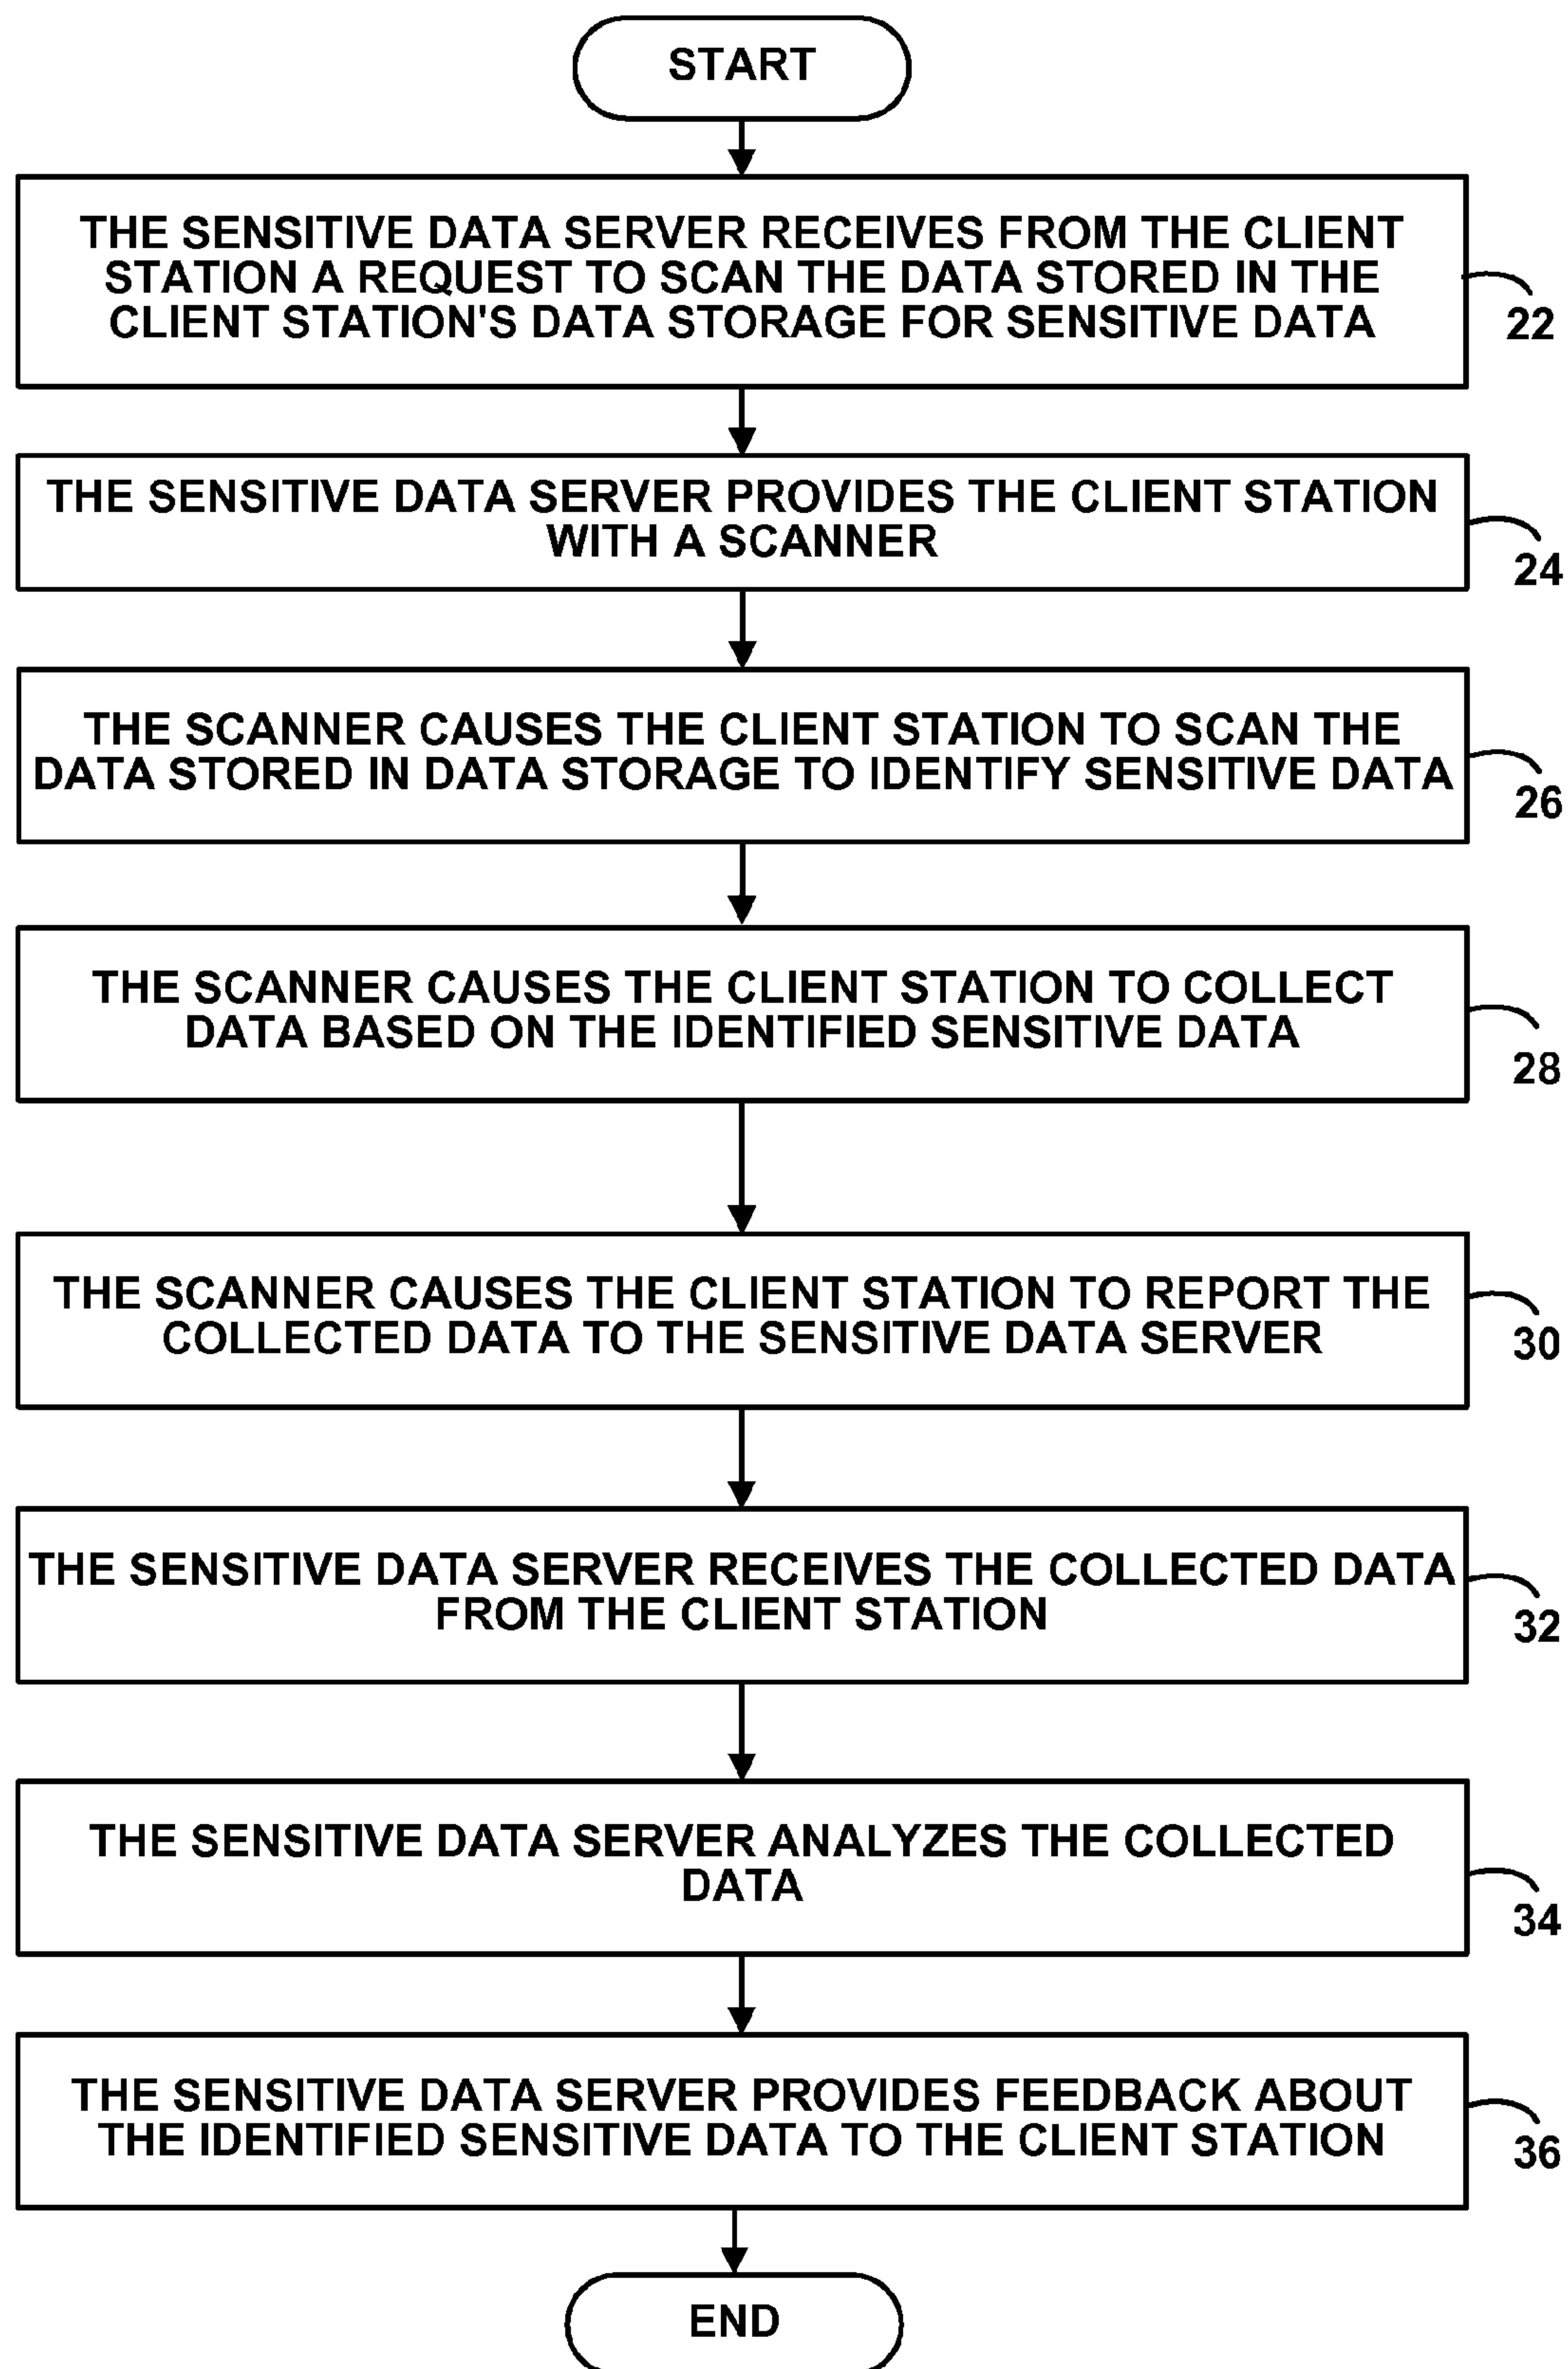 START
THE SENSITIVE DATA SERVER RECEIVES FROM THE CLIENT
STATION A REQUEST TO SCAN THE DATA STORED IN THE
CLIENT STATION'S DATA STORAGE FOR SENSITIVE DATA
22
THE SENSITIVE DATA SERVER PROVIDES THE CLIENT STATION
WITH A SCANNER
24
THE SCANNER CAUSES THE CLIENT STATION TO SCAN THE
DATA STORED IN DATA STORAGE TO IDENTIFY SENSITIVE DATA
26
THE SCANNER CAUSES THE CLIENT STATION TO COLLECT
DATA BASED ON THE IDENTIFIED SENSITIVE DATA
28
THE SCANNER CAUSES THE CLIENT STATION TO REPORT THE
COLLECTED DATA TO THE SENSITIVE DATA SERVER
30
THE SENSITIVE DATA SERVER RECEIVES THE COLLECTED DATA
FROM THE CLIENT STATION
32
THE SENSITIVE DATA SERVER ANALYZES THE COLLECTED
DATA
34
THE SENSITIVE DATA SERVER PROVIDES FEEDBACK ABOUT
THE IDENTIFIED SENSITIVE DATA TO THE CLIENT STATION
36
END